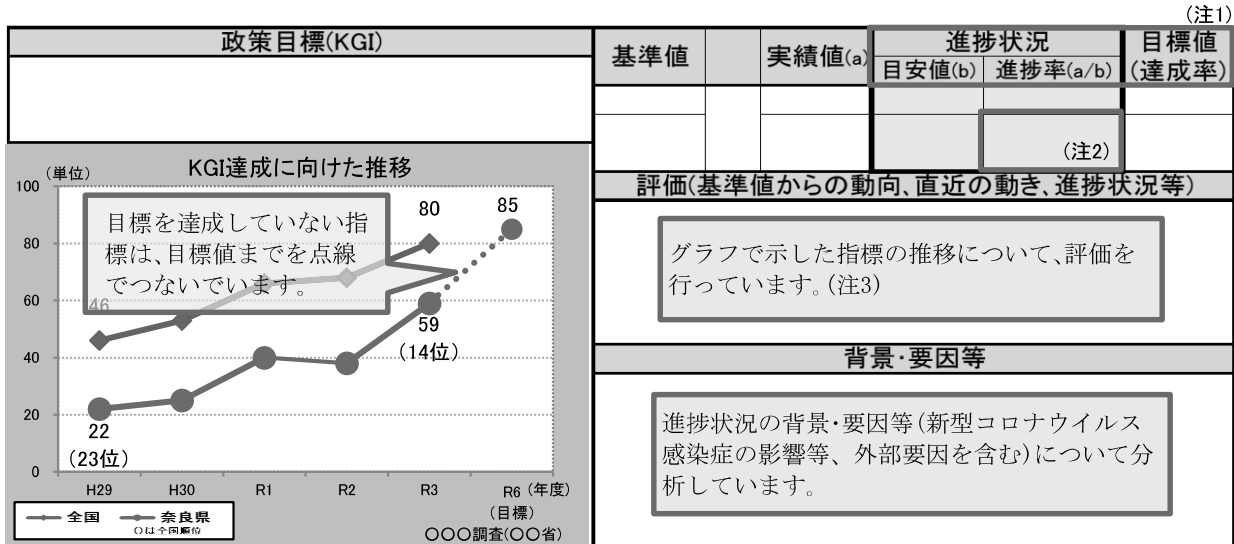 (注1)
政策目標(KGI)
基準値
実績値(a)
進捗状況
目安値(b)
進捗率(a/b)
目標値
(達成率)
(注2)
KGI達成に向けた推移
(単位)
100
80
60
40
20
0
目標を達成していない指
標は、目標値までを点線
でつないでいます。
46
80
85
59
(14位)
22
(23位)
H29
H30
R1
R2
R3
R6
(年度)
(目標)
全国
奈良県
()は全国順位
〇〇〇調査(〇〇省)
評価(基準値からの動向、直近の動き、進捗状況等)
グラフで示した指標の推移について、評価を
行っています。(注3)
背景・要因等
進捗状況の背景・要因等(新型コロナウイルス
感染症の影響等、外部要因を含む)について分
析しています。